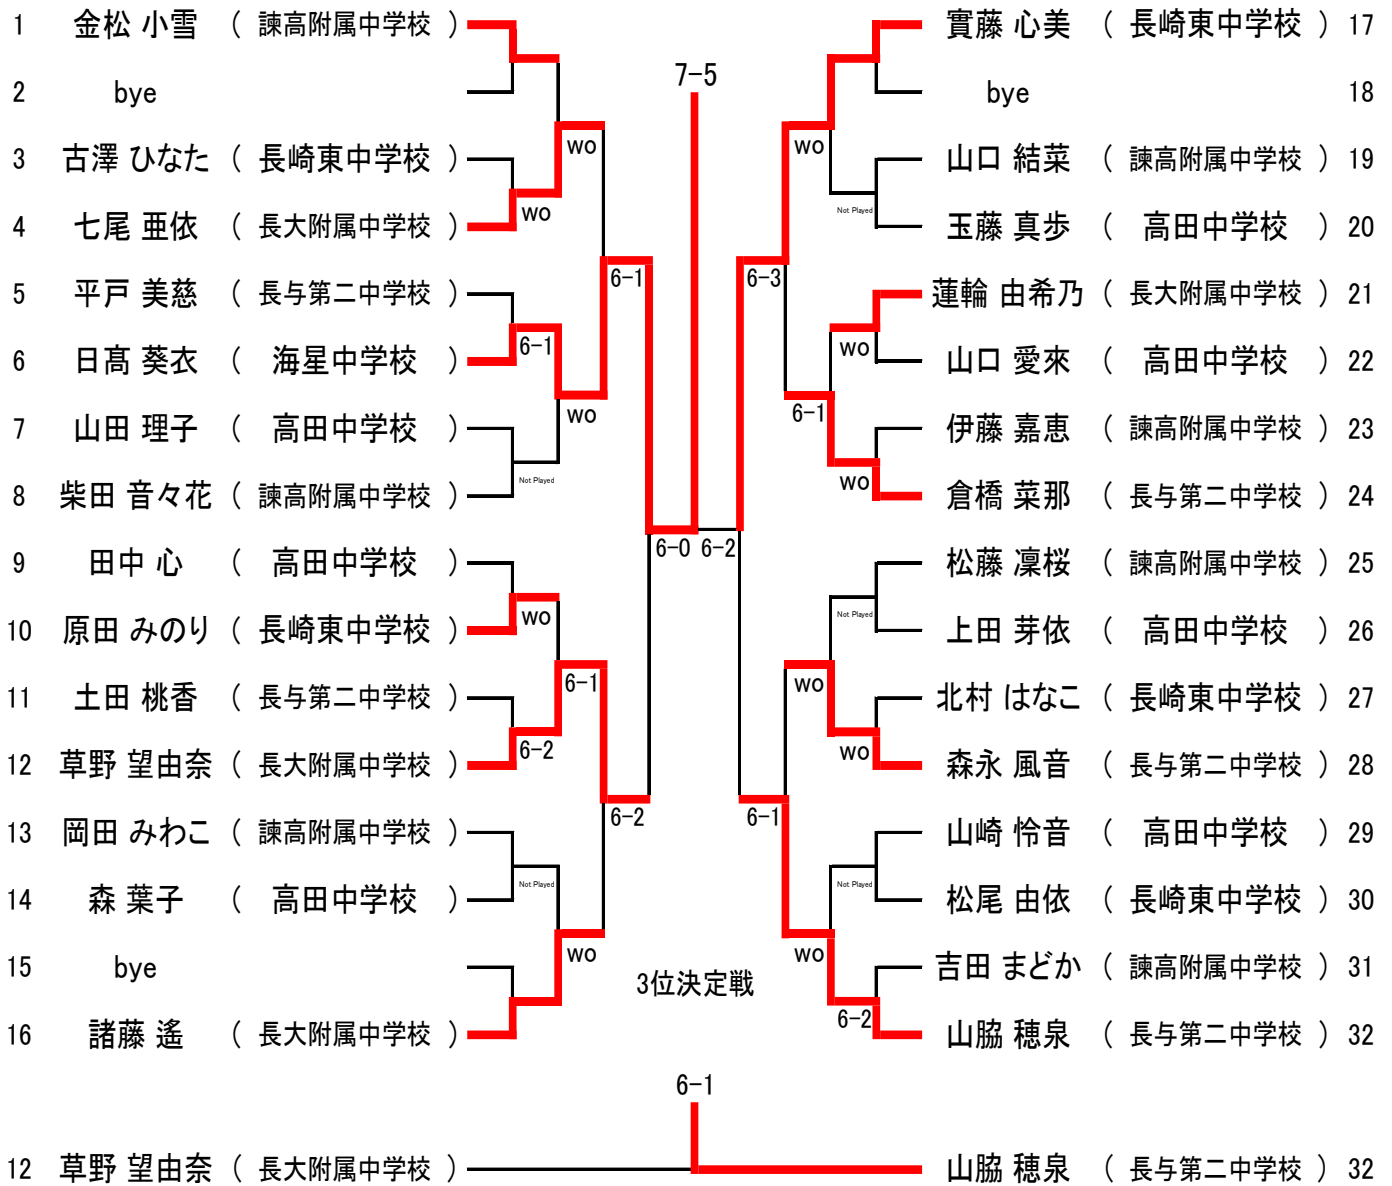 1 金松 小雪 （ 諫高附属中学校 ） 實藤 心美 （ 長崎東中学校 ） 17
7-5
2 bye bye 18
wo wo
3 古澤 ひなた （ 長崎東中学校 ） 山口 結菜 （ 諫高附属中学校 ） 19
wo Not Played
4 七尾 亜依 （ 長大附属中学校 ） 玉藤 真歩 （ 高田中学校 ） 20
6-1 6-3
5 平戸 美慈 （ 長与第二中学校 ） 蓮輪 由希乃 （ 長大附属中学校 ） 21
6-1 wo
6 日髙 葵衣 （ 海星中学校 ） 山口 愛來 （ 高田中学校 ） 22
wo 6-1
7 山田 理子 （ 高田中学校 ） 伊藤 嘉恵 （ 諫高附属中学校 ） 23
Not Played wo
8 柴田 音々花 （ 諫高附属中学校 ） 倉橋 菜那 （ 長与第二中学校 ） 24
6-0 6-2
9 田中 心 （ 高田中学校 ） 松藤 凜桜 （ 諫高附属中学校 ） 25
wo Not Played
10 原田 みのり （ 長崎東中学校 ） 上田 芽依 （ 高田中学校 ） 26
6-1 wo
11 土田 桃香 （ 長与第二中学校 ） 北村 はなこ （ 長崎東中学校 ） 27
6-2 wo
12 草野 望由奈 （ 長大附属中学校 ） 森永 風音 （ 長与第二中学校 ） 28
6-2 6-1
13 岡田 みわこ （ 諫高附属中学校 ） 山崎 怜音 （ 高田中学校 ） 29
Not Played Not Played
14 森 葉子 （ 高田中学校 ） 松尾 由依 （ 長崎東中学校 ） 30
wo wo
15 bye 3位決定戦 吉田 まどか （ 諫高附属中学校 ） 31
6-2
16 諸藤 遙 （ 長大附属中学校 ） 山脇 穂泉 （ 長与第二中学校 ） 32
6-1
12 草野 望由奈 （ 長大附属中学校 ） 山脇 穂泉 （ 長与第二中学校 ） 32